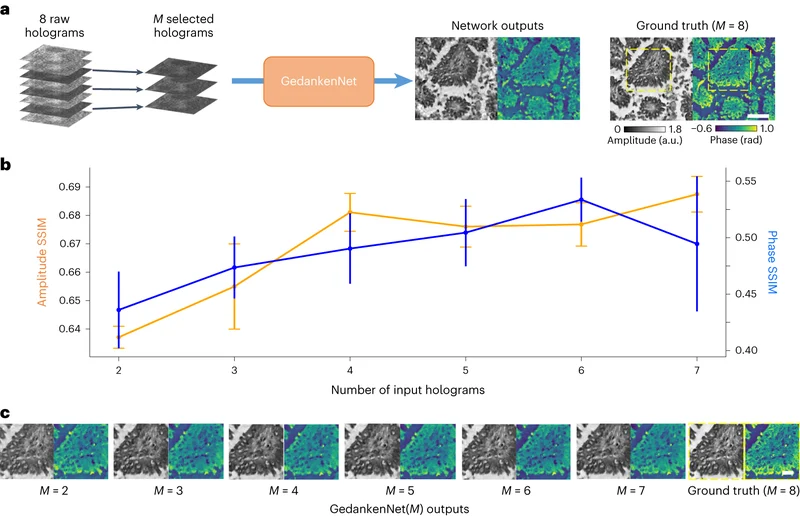 a
8 raw
holograms
M selected
holograms
GedankenNet
Network outputs
Ground truth (M = 8)
0 1.8
Amplitude (a.u.)
−0.6 1.0
Phase (rad)
b
Amplitude SSIM
0.69
0.68
0.67
0.66
0.65
0.64
0.55
0.50
0.45
0.40
Phase SSIM
2 3 4 5 6 7
Number of input holograms
c
M = 2 M = 3 M = 4 M = 5 M = 6 M = 7 Ground truth (M = 8)
GedankenNet(M) outputs